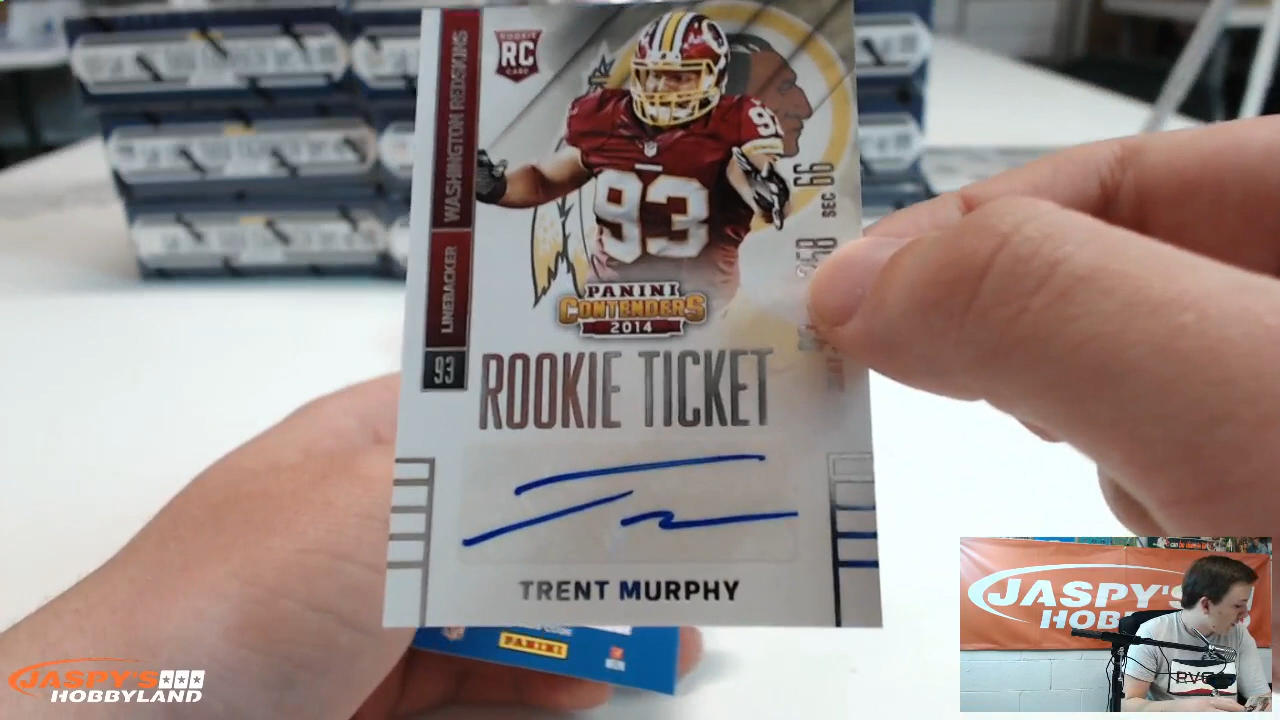 ROOKIE
RC
CARD
WASHINGTON REDSKINS
LINEBACKER
93
93
93
SEC 66
PANINI
CONTENDERS
2014
ROOKIE TICKET
TRENT MURPHY
PANINI
JASPY'S
HOBBYLAND
JASPY'S